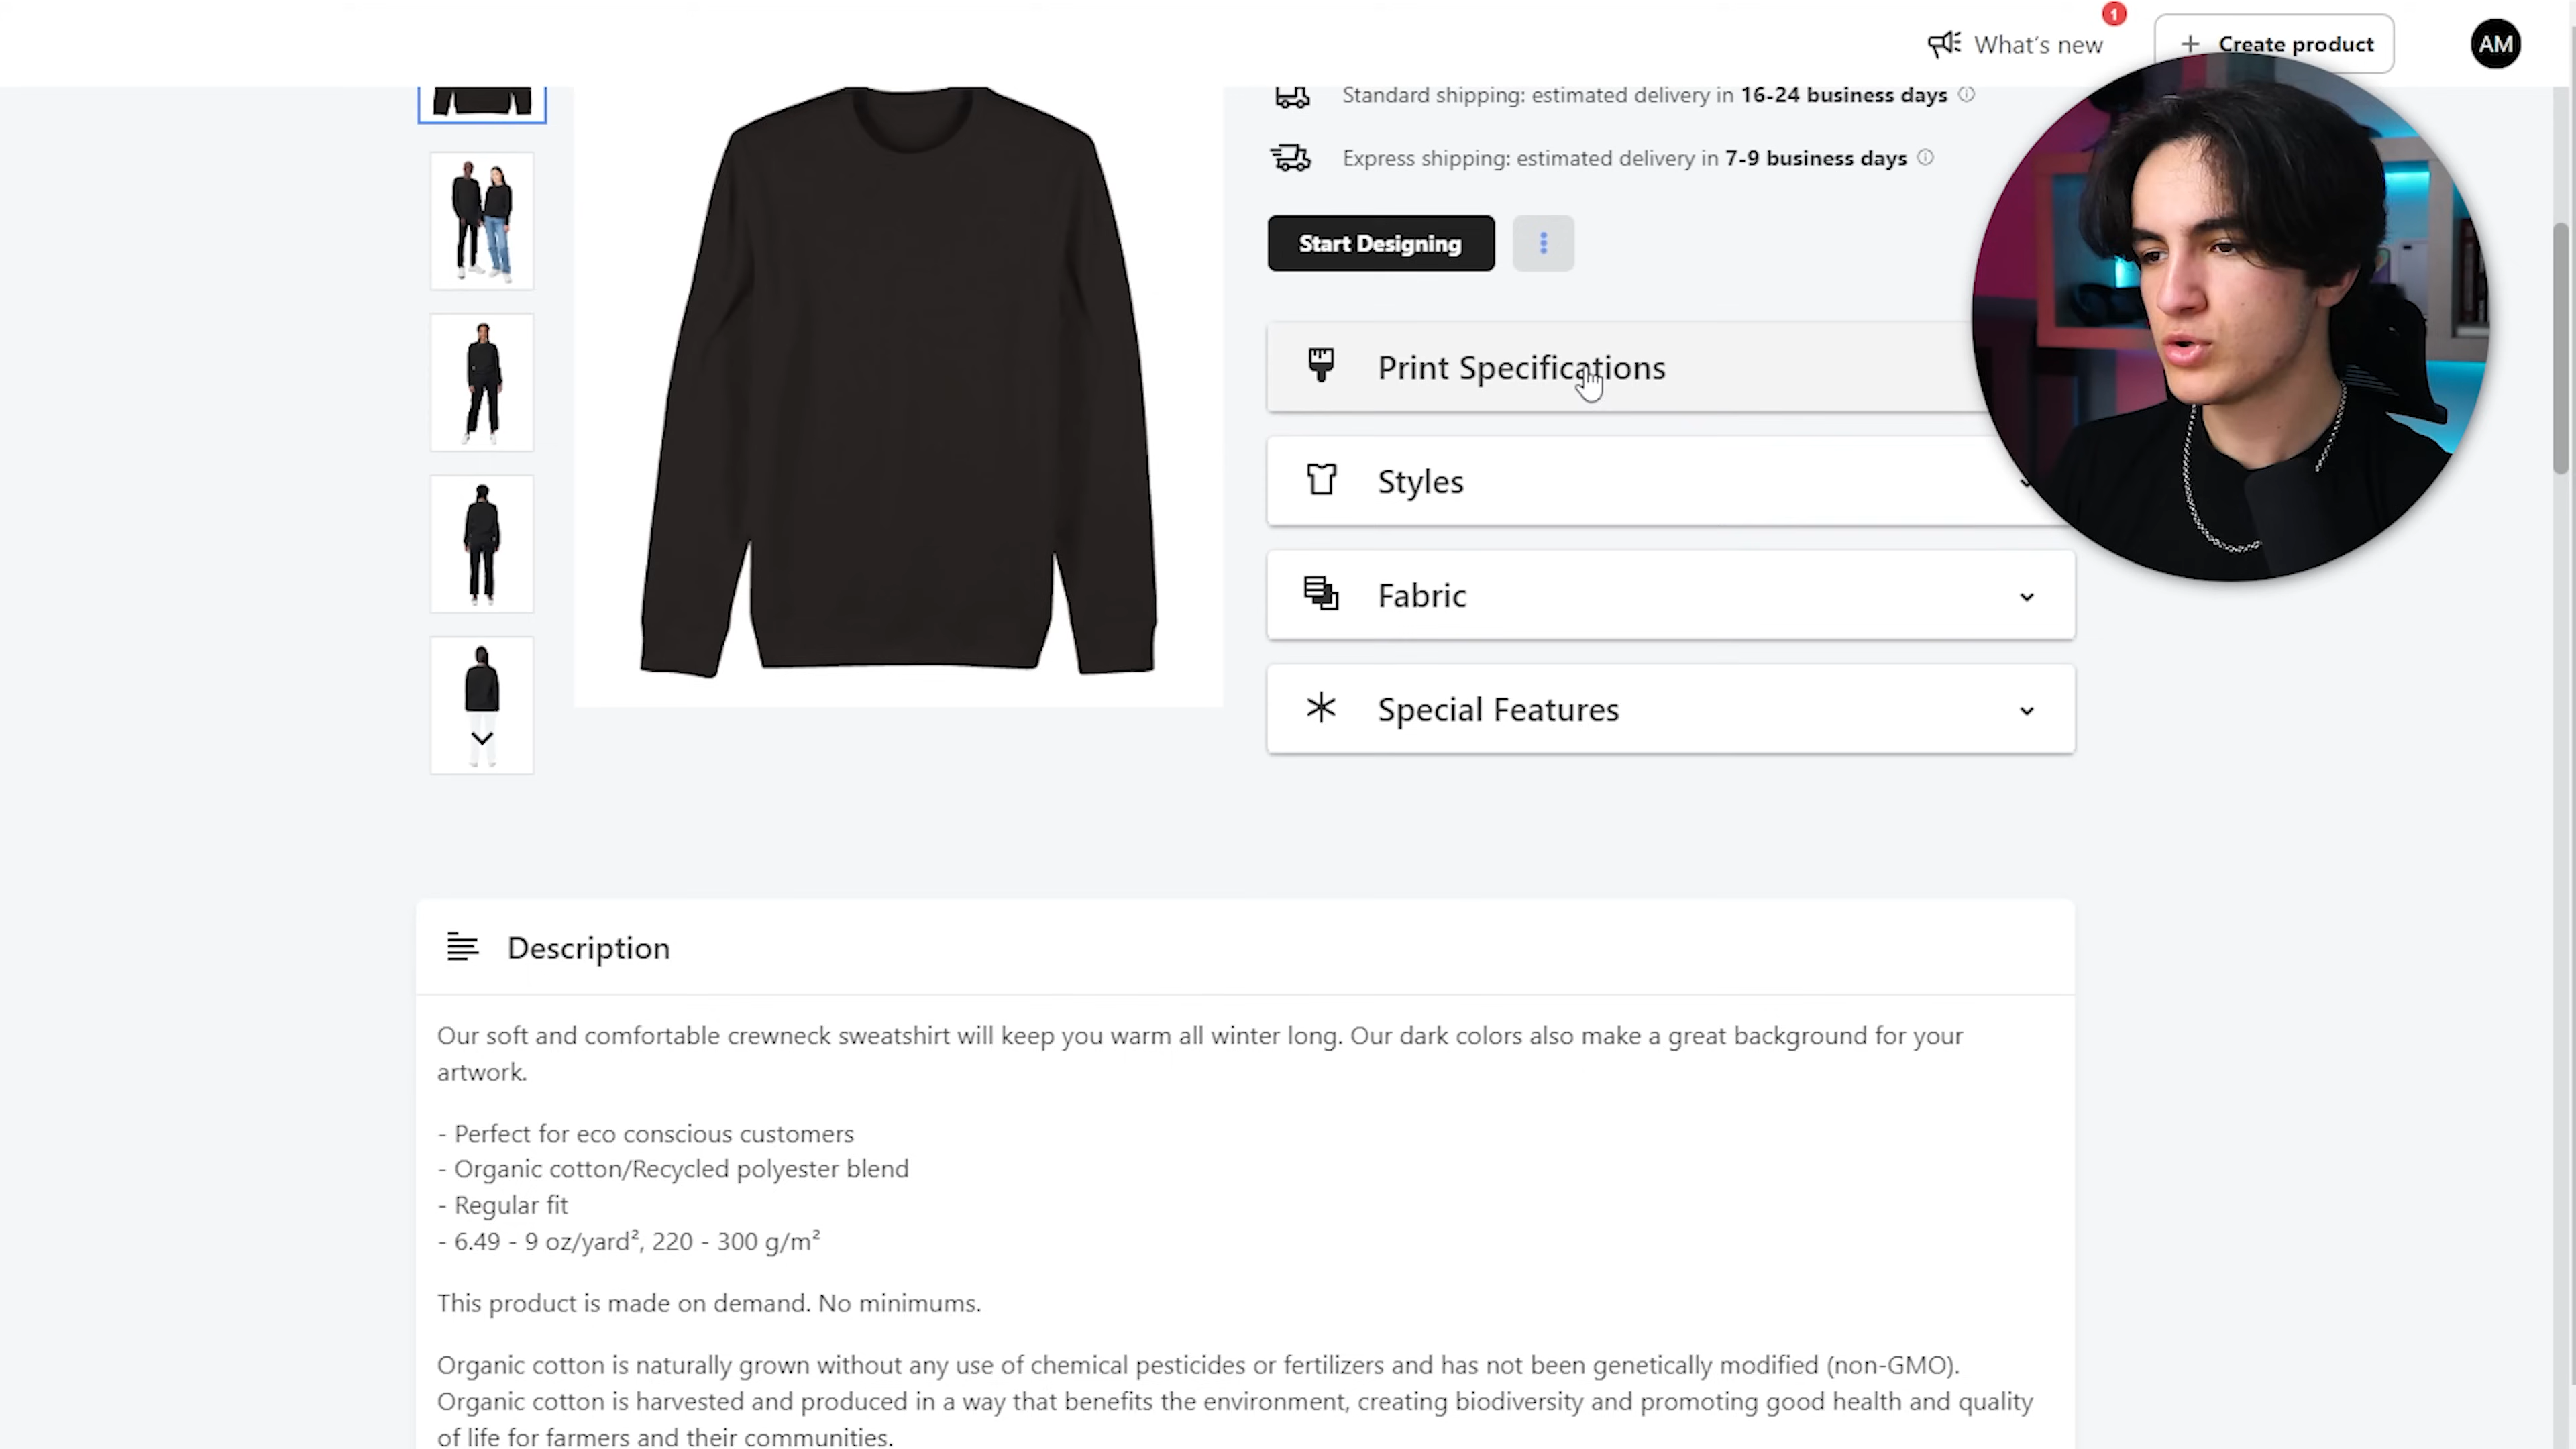 1
What's new
+ Create product
AM
Standard shipping: estimated delivery in 16-24 business days
Express shipping: estimated delivery in 7-9 business days
Start Designing
Print Specifications
Styles
Fabric
Special Features
Description
Our soft and comfortable crewneck sweatshirt will keep you warm all winter long. Our dark colors also make a great background for your
artwork.
- Perfect for eco conscious customers
- Organic cotton/Recycled polyester blend
- Regular fit
- 6.49 - 9 oz/yard², 220 - 300 g/m²
This product is made on demand. No minimums.
Organic cotton is naturally grown without any use of chemical pesticides or fertilizers and has not been genetically modified (non-GMO).
Organic cotton is harvested and produced in a way that benefits the environment, creating biodiversity and promoting good health and quality
of life for farmers and their communities.